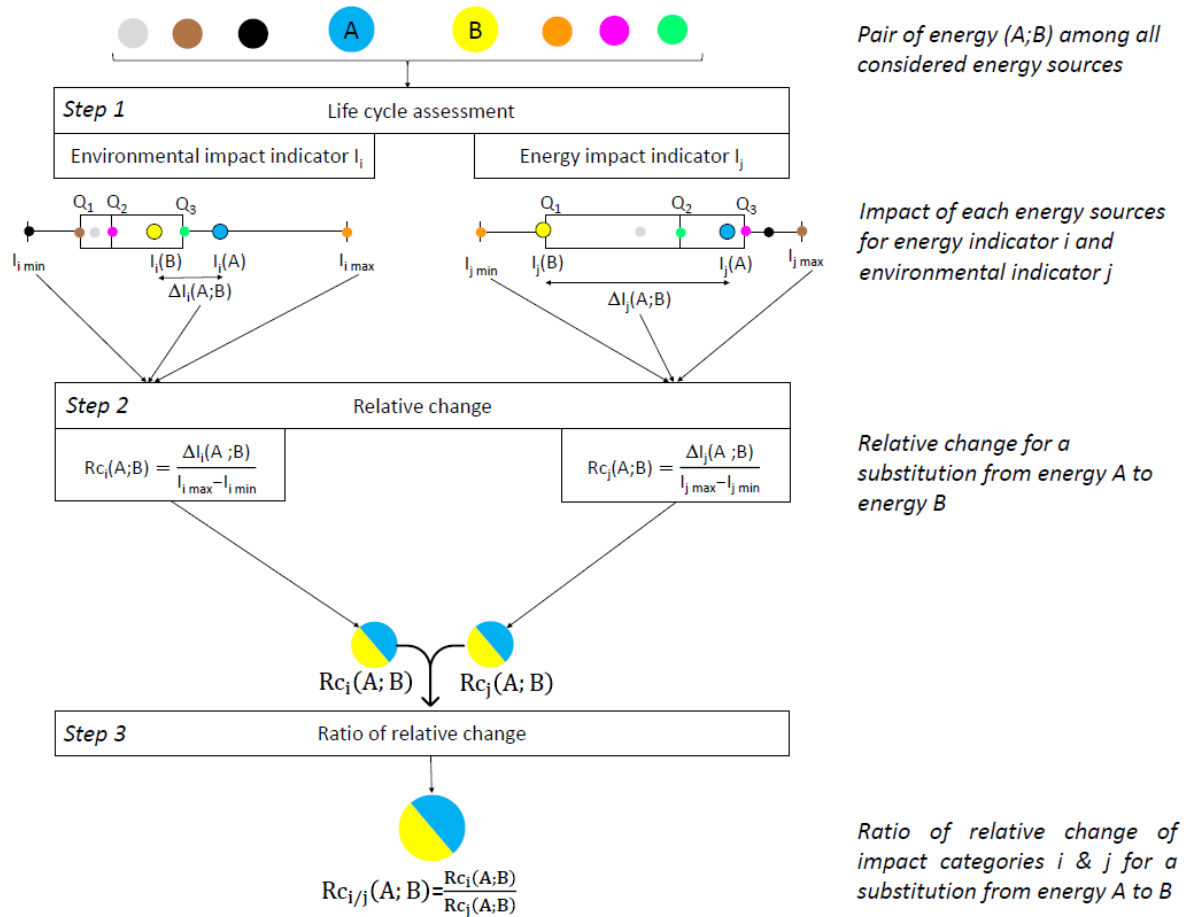 A B
Pair of energy (A;B) among all
considered energy sources
Step 1 Life cycle assessment
Environmental impact indicator Iᵢ
Energy impact indicator Iⱼ
Q₁ Q₂ Q₃
Iᵢ ₘᵢₙ Iᵢ(B) Iᵢ(A) Iᵢ ₘₐₓ
ΔIᵢ(A;B)
Q₁ Q₂ Q₃
Iⱼ ₘᵢₙ Iⱼ(B) Iⱼ(A) Iⱼ ₘₐₓ
ΔIⱼ(A;B)
Impact of each energy sources
for energy indicator i and
environmental indicator j
Step 2 Relative change
Rcᵢ(A;B) = ΔIᵢ(A ;B) / Iᵢ ₘₐₓ−Iᵢ ₘᵢₙ
Rcⱼ(A;B) = ΔIⱼ(A ;B) / Iⱼ ₘₐₓ−Iⱼ ₘᵢₙ
Relative change for a
substitution from energy A to
energy B
Rcᵢ(A; B) Rcⱼ(A; B)
Step 3 Ratio of relative change
Rcᵢ/ⱼ(A; B)= Rcᵢ(A;B) / Rcⱼ(A;B)
Ratio of relative change of
impact categories i & j for a
substitution from energy A to B